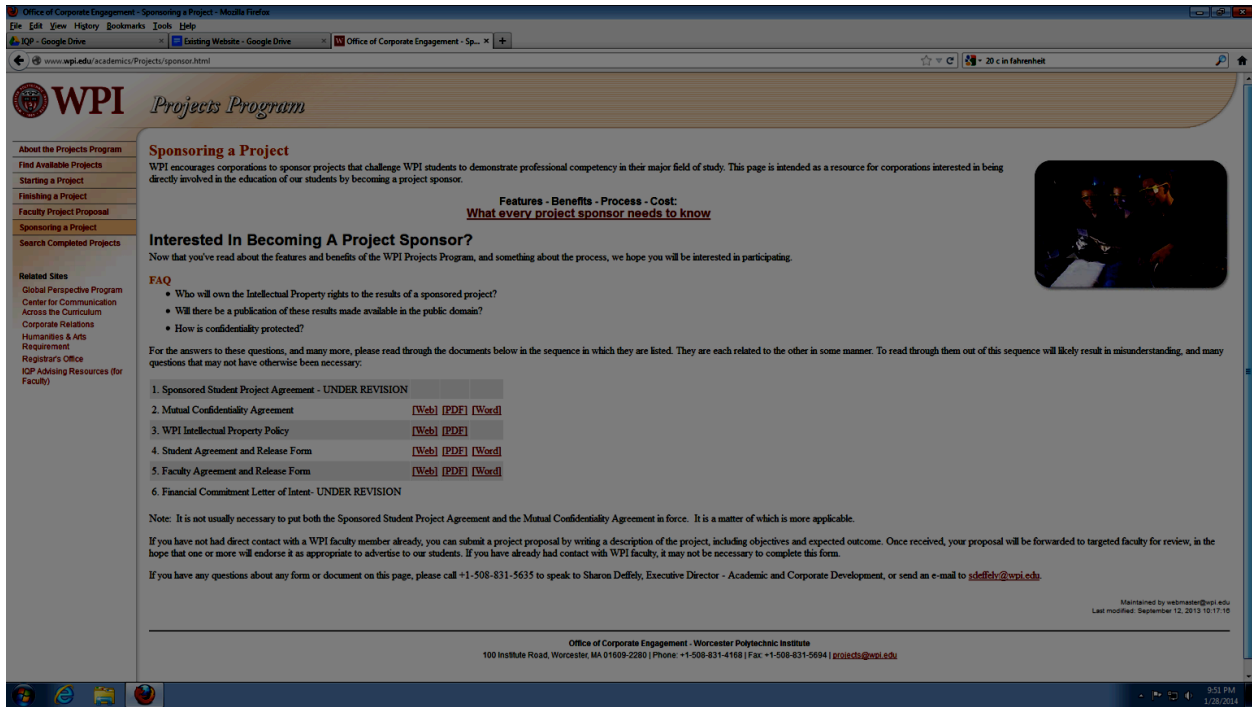 Office of Corporate Engagement - Sponsoring a Project - Mozilla Firefox
File Edit View History Bookmarks Tools Help
IQP - Google Drive
Existing Website - Google Drive
Office of Corporate Engagement - Sp...
www.wpi.edu/academics/Projects/sponsor.html
20 c in fahrenheit
WPI
Projects Program
About the Projects Program
Find Available Projects
Starting a Project
Finishing a Project
Faculty Project Proposal
Sponsoring a Project
Search Completed Projects
Related Sites
Global Perspective Program
Center for Communication
Across the Curriculum
Corporate Relations
Humanities & Arts
Requirement
Registrar's Office
IQP Advising Resources (for
Faculty)
Sponsoring a Project
WPI encourages corporations to sponsor projects that challenge WPI students to demonstrate professional competency in their major field of study. This page is intended as a resource for corporations interested in being
directly involved in the education of our students by becoming a project sponsor.
Features - Benefits - Process - Cost:
What every project sponsor needs to know
Interested In Becoming A Project Sponsor?
Now that you've read about the features and benefits of the WPI Projects Program, and something about the process, we hope you will be interested in participating.
FAQ
• Who will own the Intellectual Property rights to the results of a sponsored project?
• Will there be a publication of these results made available in the public domain?
• How is confidentiality protected?
For the answers to these questions, and many more, please read through the documents below in the sequence in which they are listed. They are each related to the other in some manner. To read through them out of this sequence will likely result in misunderstanding, and many
questions that may not have otherwise been necessary:
1. Sponsored Student Project Agreement - UNDER REVISION
2. Mutual Confidentiality Agreement [Web] [PDF] [Word]
3. WPI Intellectual Property Policy [Web] [PDF]
4. Student Agreement and Release Form [Web] [PDF] [Word]
5. Faculty Agreement and Release Form [Web] [PDF] [Word]
6. Financial Commitment Letter of Intent- UNDER REVISION
Note: It is not usually necessary to put both the Sponsored Student Project Agreement and the Mutual Confidentiality Agreement in force. It is a matter of which is more applicable.
If you have not had direct contact with a WPI faculty member already, you can submit a project proposal by writing a description of the project, including objectives and expected outcome. Once received, your proposal will be forwarded to targeted faculty for review, in the
hope that one or more will endorse it as appropriate to advertise to our students. If you have already had contact with WPI faculty, it may not be necessary to complete this form.
If you have any questions about any form or document on this page, please call +1-508-831-5635 to speak to Sharon Deffely, Executive Director - Academic and Corporate Development, or send an e-mail to sdeffely@wpi.edu.
Maintained by webmaster@wpi.edu
Last modified: September 12, 2013 10:17:16
Office of Corporate Engagement - Worcester Polytechnic Institute
100 Institute Road, Worcester, MA 01609-2280 | Phone: +1-508-831-4168 | Fax: +1-508-831-5694 | projects@wpi.edu
9:51 PM
1/28/2014